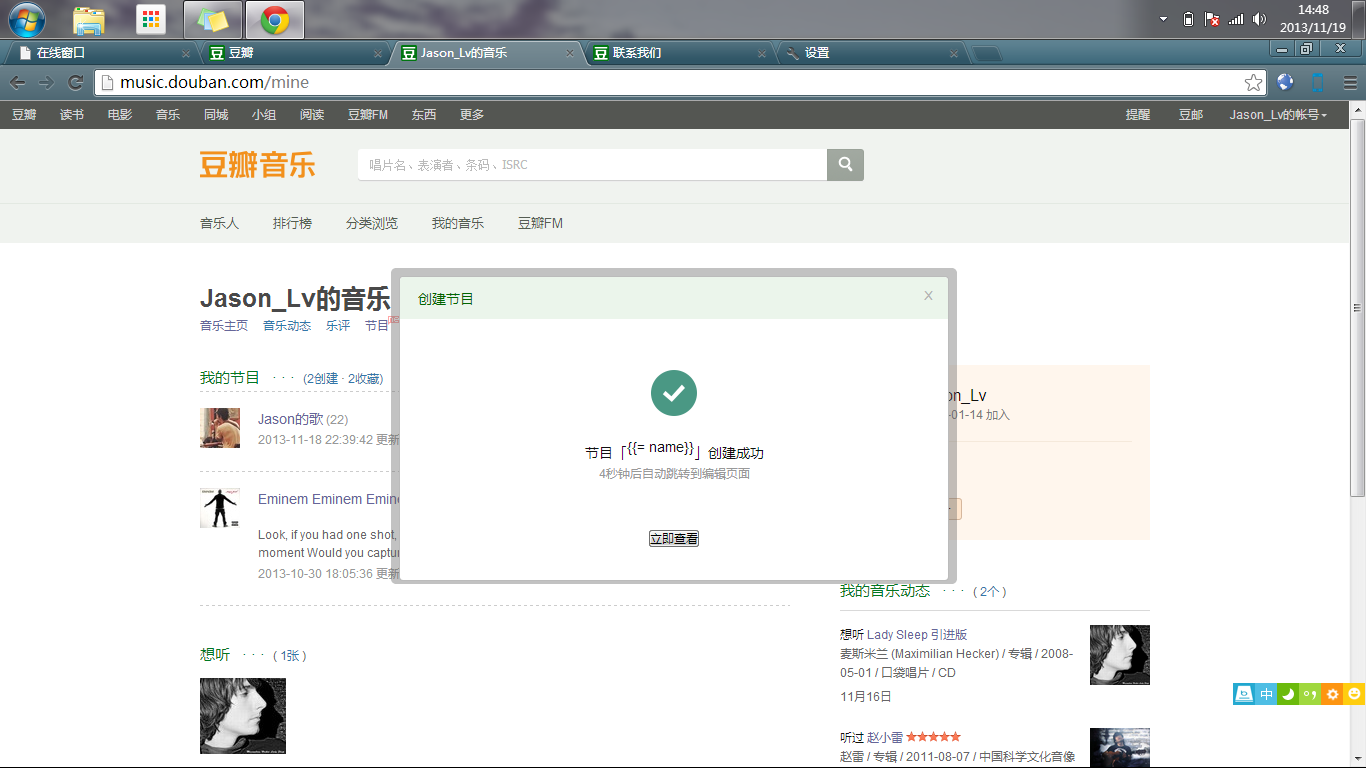 14:48
2013/11/19
在线窗口
豆瓣
Jason_Lv的音乐
联系我们
设置
music.douban.com/mine
豆瓣 读书 电影 音乐 同城 小组 阅读 豆瓣FM 东西 更多 提醒 豆邮 Jason_Lv的帐号
豆瓣音乐
唱片名、表演者、条码、ISRC
音乐人 排行榜 分类浏览 我的音乐 豆瓣FM
Jason_Lv的音乐
音乐主页 音乐动态 乐评 节目
创建节目 x
节目「{{= name}}」创建成功
4秒钟后自动跳转到编辑页面
立即查看
我的节目 · · · (2创建 · 2收藏)
Jason的歌 (22)
2013-11-18 22:39:42 更新
Eminem Eminem Emine
Look, if you had one shot,
moment Would you captu
2013-10-30 18:05:36 更新
想听 · · · ( 1张 )
on_Lv
-01-14 加入
我的音乐动态 · · · ( 2个 )
想听 Lady Sleep 引进版
麦斯米兰 (Maximilian Hecker) / 专辑 / 2008-
05-01 / 口袋唱片 / CD
11月16日
听过 赵小雷
赵雷 / 专辑 / 2011-08-07 / 中国科学文化音像
中